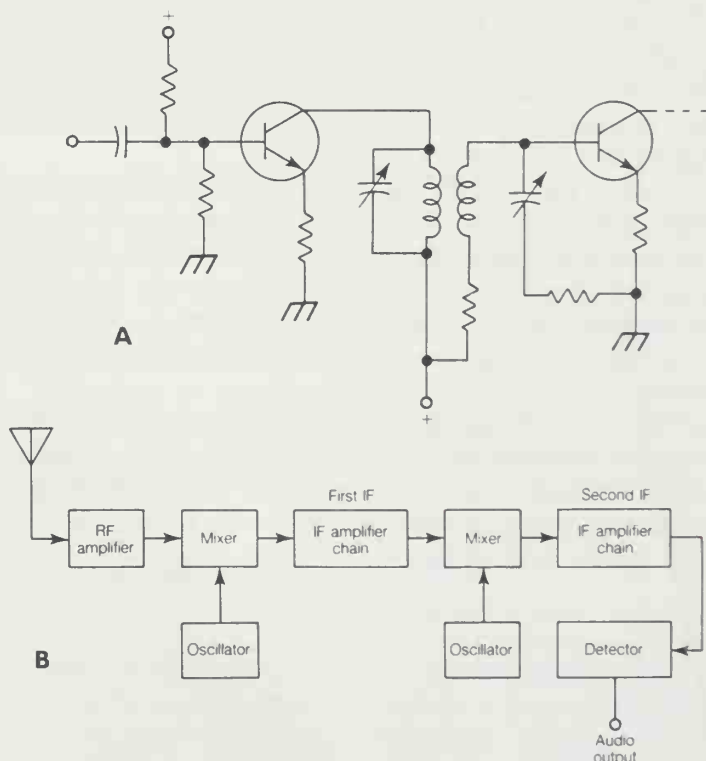 +
A
+
First IF
Second IF
RF
amplifier
Mixer
IF amplifier
chain
Mixer
IF amplifier
chain
Oscillator
Oscillator
Detector
B
Audio
output